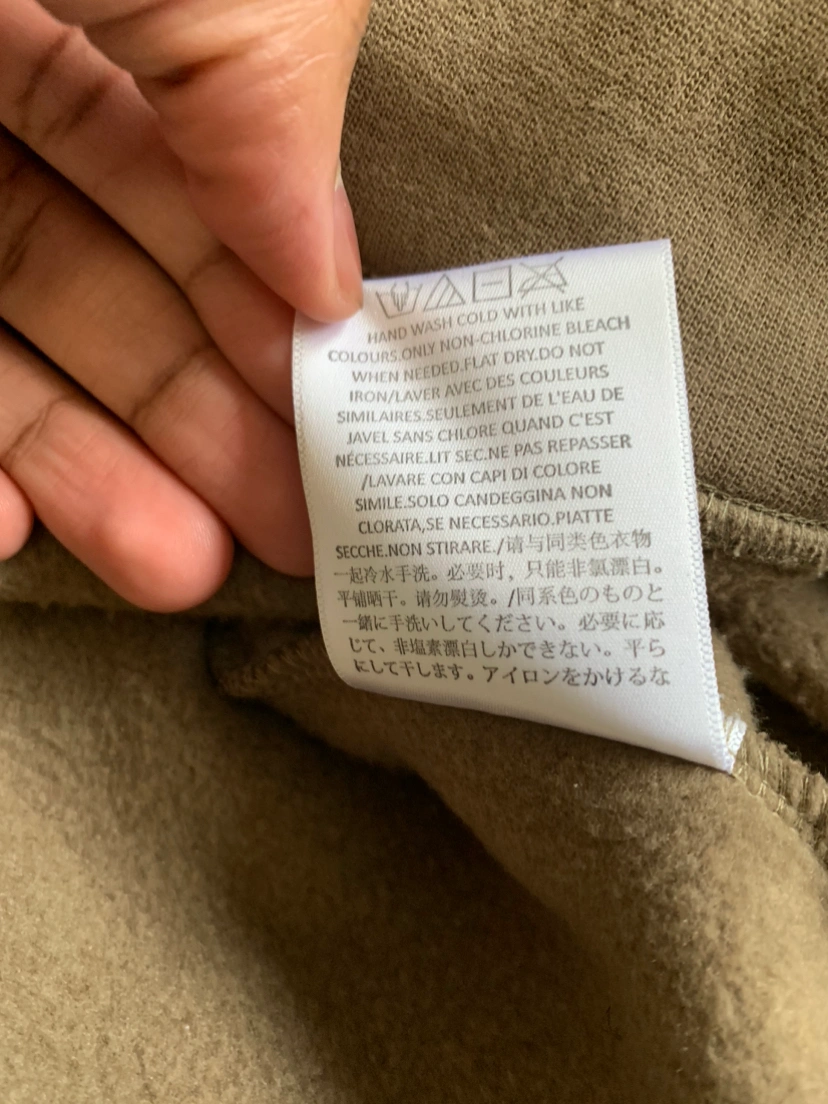 HAND WASH COLD WITH LIKE
COLOURS.ONLY NON-CHLORINE BLEACH
WHEN NEEDED.FLAT DRY.DO NOT
IRON/LAVER AVEC DES COULEURS
SIMILAIRES.SEULEMENT DE L'EAU DE
JAVEL SANS CHLORE QUAND C'EST
NÉCESSAIRE.LIT SEC.NE PAS REPASSER
/LAVARE CON CAPI DI COLORE
SIMILE.SOLO CANDEGGINA NON
CLORATA,SE NECESSARIO.PIATTE
SECCHE.NON STIRARE./请与同类色衣物
一起冷水手洗。必要时，只能非氯漂白。
平铺晒干。请勿熨烫。/同系色のものと
一緒に手洗いしてください。必要に応
じて、非塩素漂白しかできない。平ら
にして干します。アイロンをかけるな